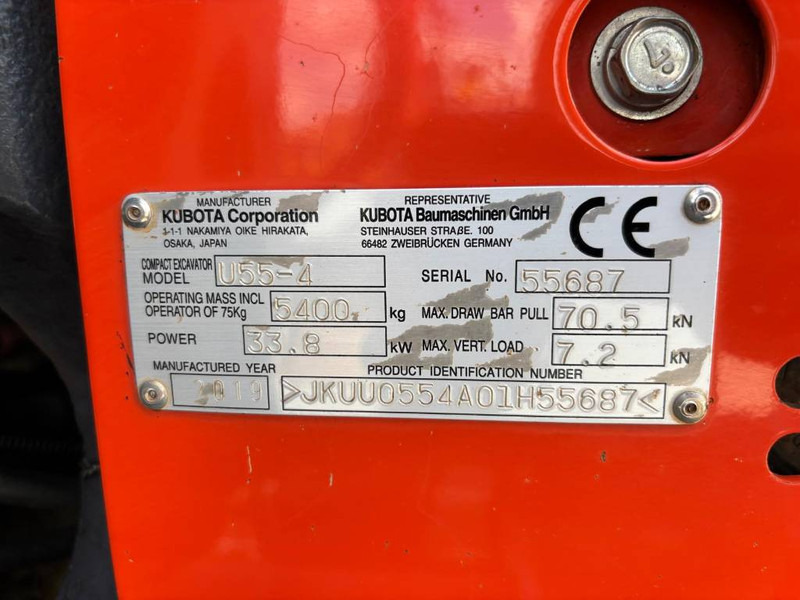 MANUFACTURER
KUBOTA Corporation
3-1-1 NAKAMIYA OIKE HIRAKATA,
OSAKA, JAPAN
REPRESENTATIVE
KUBOTA Baumaschinen GmbH
STEINHAUSER STRAßE. 100
66482 ZWEIBRÜCKEN GERMANY
CE
COMPACT EXCAVATOR
MODEL U55-4
SERIAL No. 55687
OPERATING MASS INCL
OPERATOR OF 75Kg 5400 kg
MAX. DRAW BAR PULL 70.5 kN
POWER 33.8 kW
MAX. VERT. LOAD 7.2 kN
MANUFACTURED YEAR
2019
PRODUCT IDENTIFICATION NUMBER
>JKUU0554A01H55687<